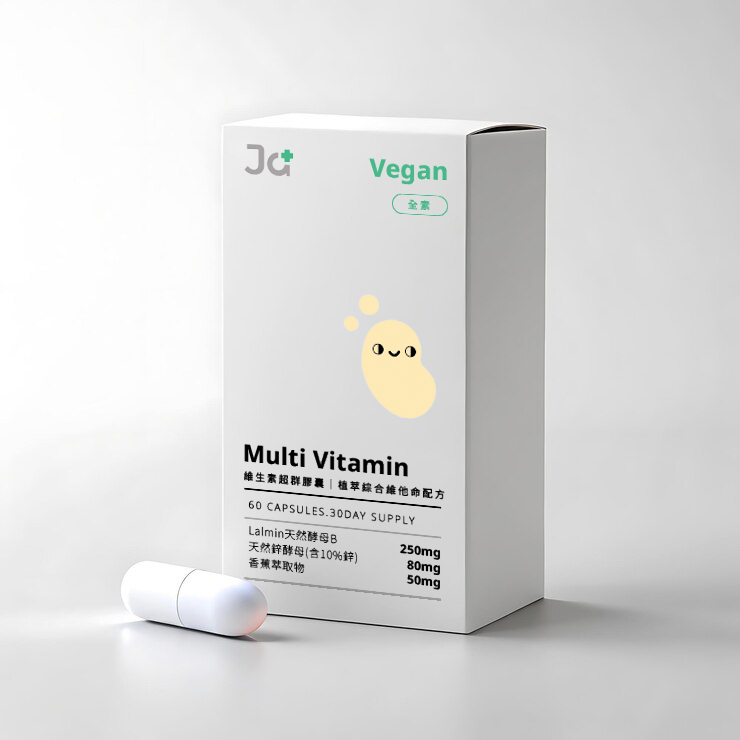 Ja+
Vegan
全素
Multi Vitamin
維生素超群膠囊｜植萃綜合維他命配方
60 CAPSULES.30DAY SUPPLY
Lalmin天然酵母B 250mg
天然鋅酵母(含10%鋅) 80mg
香蕉萃取物 50mg